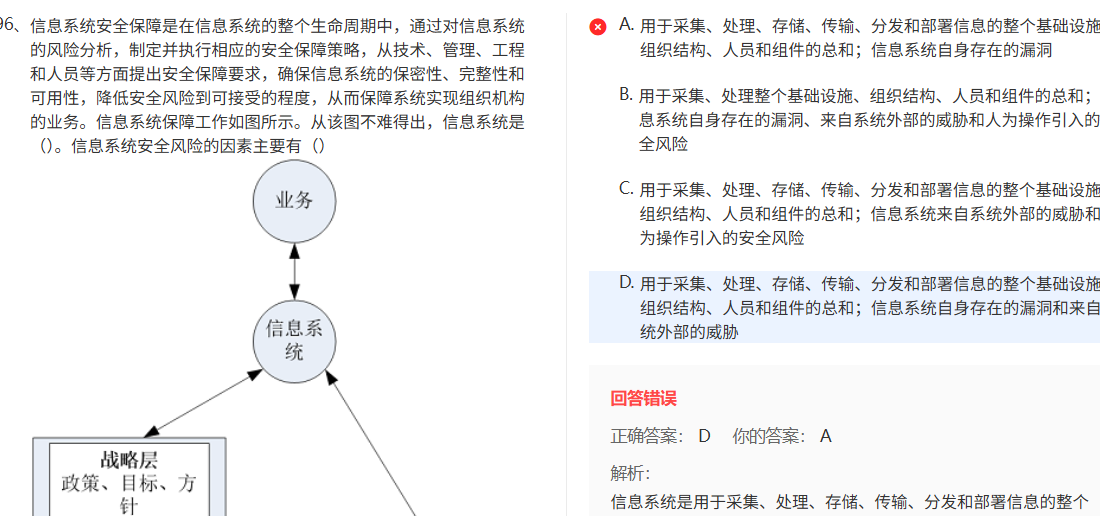 96、信息系统安全保障是在信息系统的整个生命周期中，通过对信息系统
的风险分析，制定并执行相应的安全保障策略，从技术、管理、工程
和人员等方面提出安全保障要求，确保信息系统的保密性、完整性和
可用性，降低安全风险到可接受的程度，从而保障系统实现组织机构
的业务。信息系统保障工作如图所示。从该图不难得出，信息系统是
（）。信息系统安全风险的因素主要有（）
业务
信息系
统
战略层
政策、目标、方
针
A. 用于采集、处理、存储、传输、分发和部署信息的整个基础设施
组织结构、人员和组件的总和；信息系统自身存在的漏洞
B. 用于采集、处理整个基础设施、组织结构、人员和组件的总和；
息系统自身存在的漏洞、来自系统外部的威胁和人为操作引入的
全风险
C. 用于采集、处理、存储、传输、分发和部署信息的整个基础设施
组织结构、人员和组件的总和；信息系统来自系统外部的威胁和
为操作引入的安全风险
D. 用于采集、处理、存储、传输、分发和部署信息的整个基础设施
组织结构、人员和组件的总和；信息系统自身存在的漏洞和来自
统外部的威胁
回答错误
正确答案： D 你的答案： A
解析：
信息系统是用于采集、处理、存储、传输、分发和部署信息的整个